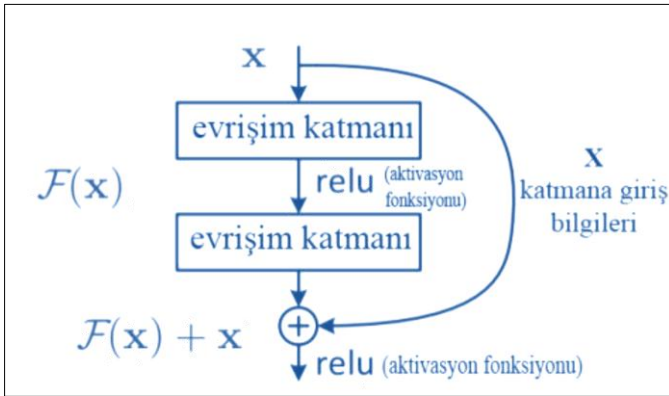 x
evrişim katmanı
F(x)
relu (aktivasyon
fonksiyonu)
x
katmana giriş
bilgileri
evrişim katmanı
F(x) + x
+
relu (aktivasyon fonksiyonu)